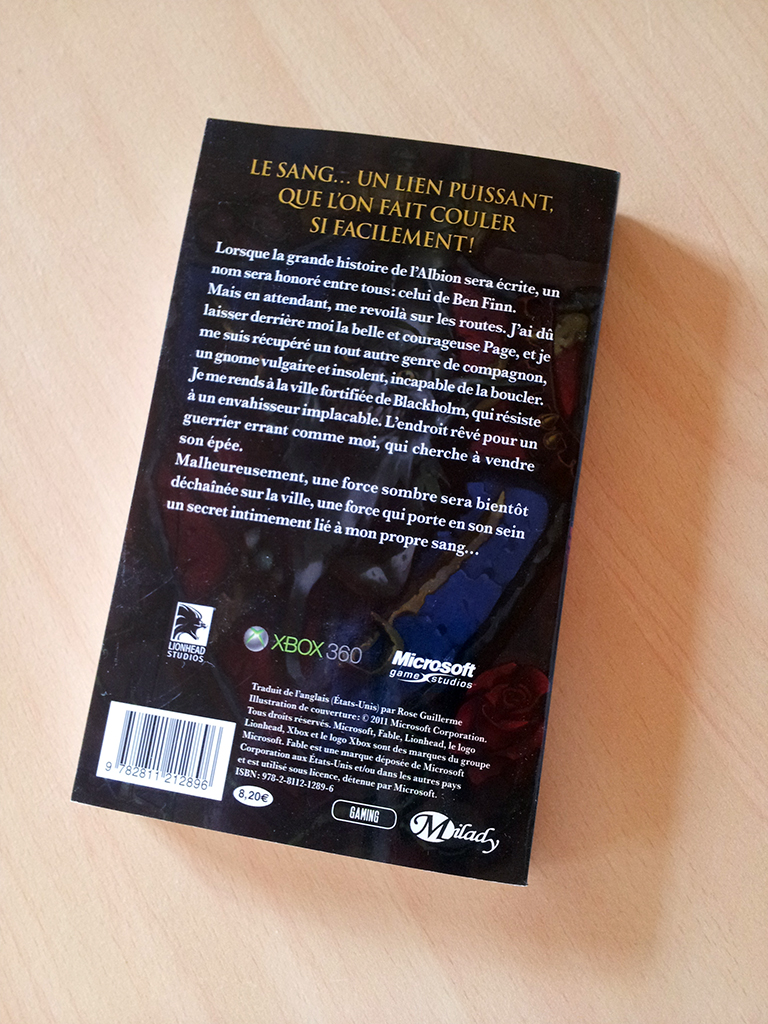 LE SANG... UN LIEN PUISSANT,
QUE L'ON FAIT COULER
SI FACILEMENT !
Lorsque la grande histoire de l'Albion sera écrite, un
nom sera honoré entre tous : celui de Ben Finn.
Mais en attendant, me revoilà sur les routes. J'ai dû
laisser derrière moi la belle et courageuse Page, et je
me suis récupéré un tout autre genre de compagnon,
un gnome vulgaire et insolent, incapable de la boucler.
Je me rends à la ville fortifiée de Blackholm, qui résiste
à un envahisseur implacable. L'endroit rêvé pour un
guerrier errant comme moi, qui cherche à vendre
son épée.
Malheureusement, une force sombre sera bientôt
déchaînée sur la ville, une force qui porte en son sein
un secret intimement lié à mon propre sang...
LIONHEAD
STUDIOS
XBOX 360
Microsoft
game studios
Traduit de l'anglais (États-Unis) par Rose Guillerme
Illustration de couverture : © 2011 Microsoft Corporation.
Tous droits réservés. Microsoft, Fable, Lionhead, le logo
Lionhead, Xbox et le logo Xbox sont des marques du groupe
Microsoft. Fable est une marque déposée de Microsoft
Corporation aux États-Unis et/ou dans les autres pays
et est utilisé sous licence, détenue par Microsoft.
ISBN : 978-2-8112-1289-6
9 782811 212896
8,20€
GAMING
Milady